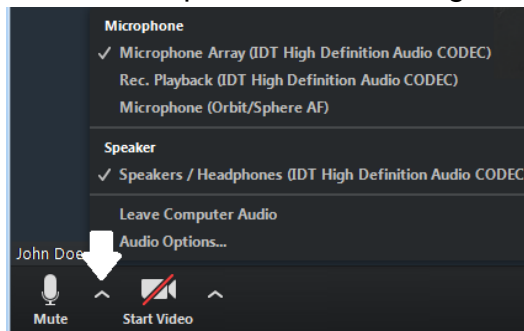 Microphone
✓ Microphone Array (IDT High Definition Audio CODEC)
Rec. Playback (IDT High Definition Audio CODEC)
Microphone (Orbit/Sphere AF)
Speaker
✓ Speakers / Headphones (IDT High Definition Audio CODEC
Leave Computer Audio
Audio Options...
John Doe
Mute
Start Video